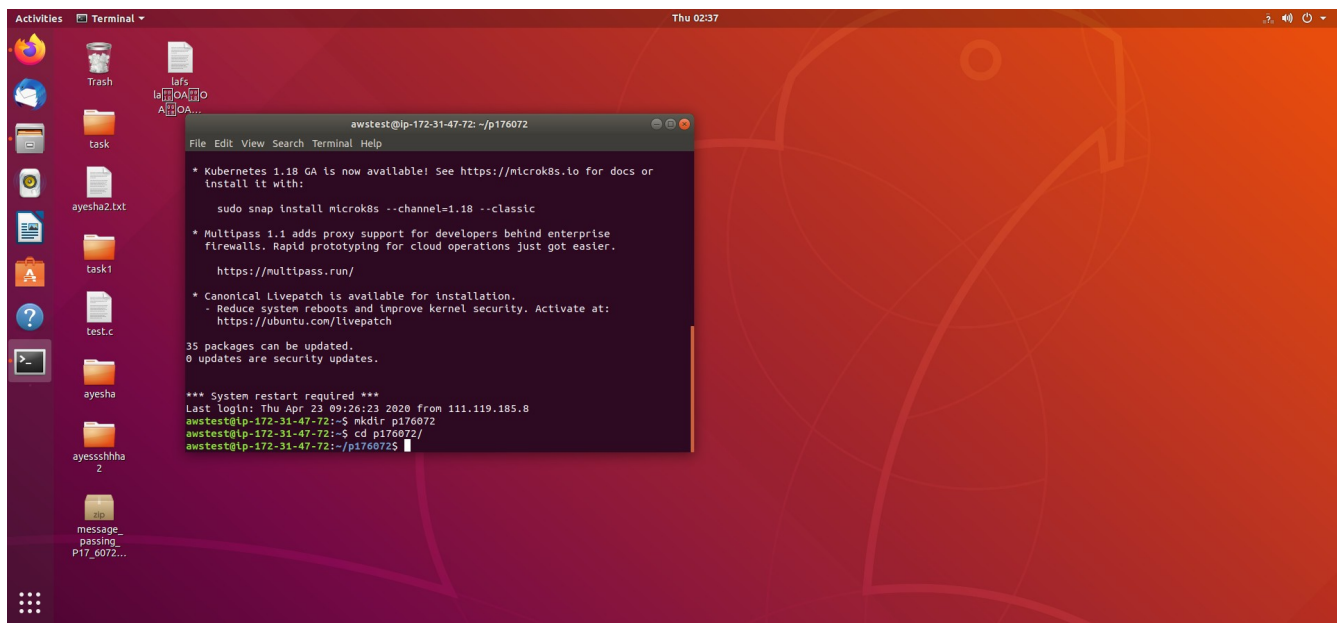 Activities Terminal Thu 02:37
Trash
lafs
task
ayesha2.txt
task1
test.c
ayesha
ayessshhha
2
zip
message_
passing_
P17_6072...
awstest@ip-172-31-47-72: ~/p176072
File Edit View Search Terminal Help
* Kubernetes 1.18 GA is now available! See https://microk8s.io for docs or
install it with:
sudo snap install microk8s --channel=1.18 --classic
* Multipass 1.1 adds proxy support for developers behind enterprise
firewalls. Rapid prototyping for cloud operations just got easier.
https://multipass.run/
* Canonical Livepatch is available for installation.
- Reduce system reboots and improve kernel security. Activate at:
https://ubuntu.com/livepatch
35 packages can be updated.
0 updates are security updates.
*** System restart required ***
Last login: Thu Apr 23 09:26:23 2020 from 111.119.185.8
awstest@ip-172-31-47-72:~$ mkdir p176072
awstest@ip-172-31-47-72:~$ cd p176072/
awstest@ip-172-31-47-72:~/p176072$